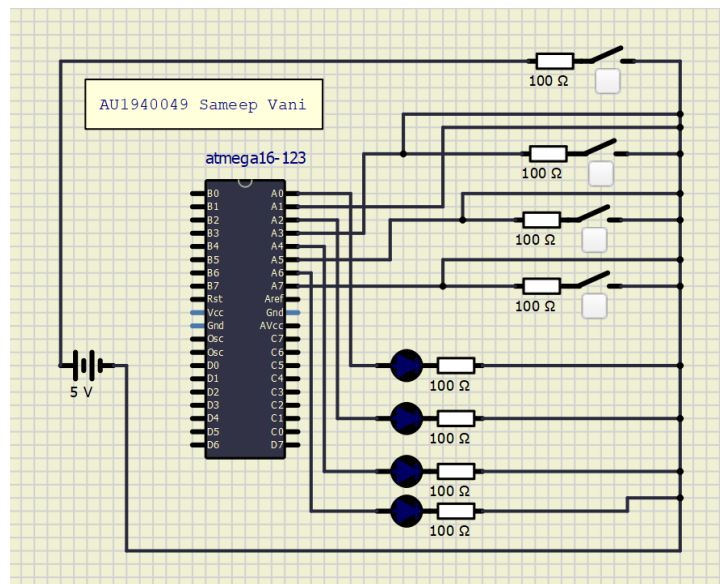 100 Ω
AU1940049 Sameep Vani
atmega16-123
100 Ω
B0 A0
B1 A1
B2 A2
B3 A3
B4 A4
B5 A5
B6 A6
B7 A7
Rst Aref
Vcc Gnd
Gnd AVcc
Osc C7
Osc C6
D0 C5
D1 C4
D2 C3
D3 C2
D4 C1
D5 C0
D6 D7
100 Ω
100 Ω
5 V
100 Ω
100 Ω
100 Ω
100 Ω